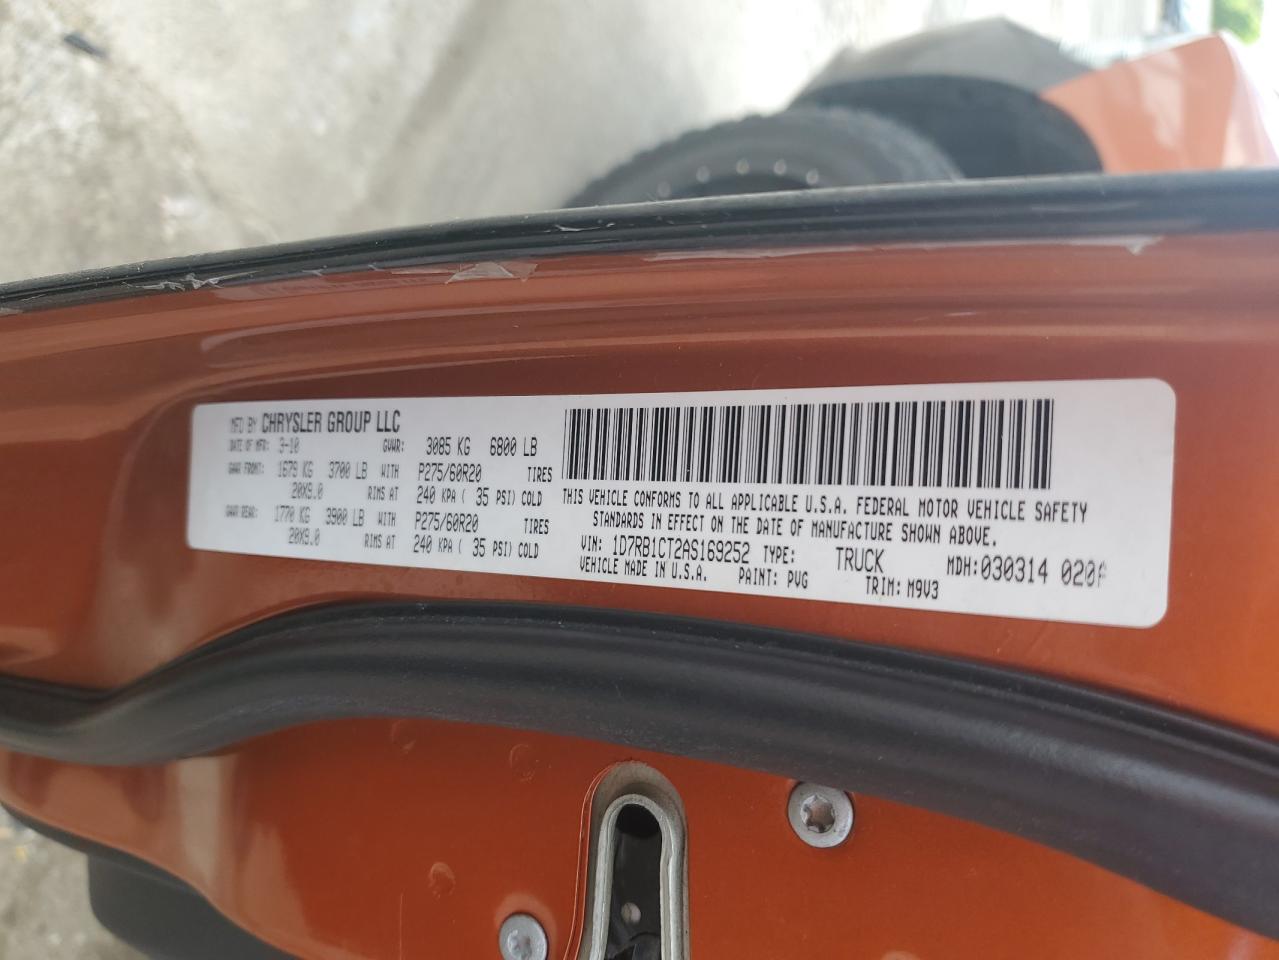 MFD BY CHRYSLER GROUP LLC
DATE OF MFR: 3-10 GVWR: 3085 KG 6800 LB
GAWR FRONT: 1679 KG 3700 LB WITH P275/60R20 TIRES
20X9.0 RIMS AT 240 KPA ( 35 PSI) COLD
GAWR REAR: 1770 KG 3900 LB WITH P275/60R20 TIRES
20X9.0 RIMS AT 240 KPA ( 35 PSI) COLD
THIS VEHICLE CONFORMS TO ALL APPLICABLE U.S.A. FEDERAL MOTOR VEHICLE SAFETY
STANDARDS IN EFFECT ON THE DATE OF MANUFACTURE SHOWN ABOVE.
VIN: 1D7RB1CT2AS169252 TYPE: TRUCK MDH: 030314
VEHICLE MADE IN U.S.A. PAINT: PVG TRIM: M9V3